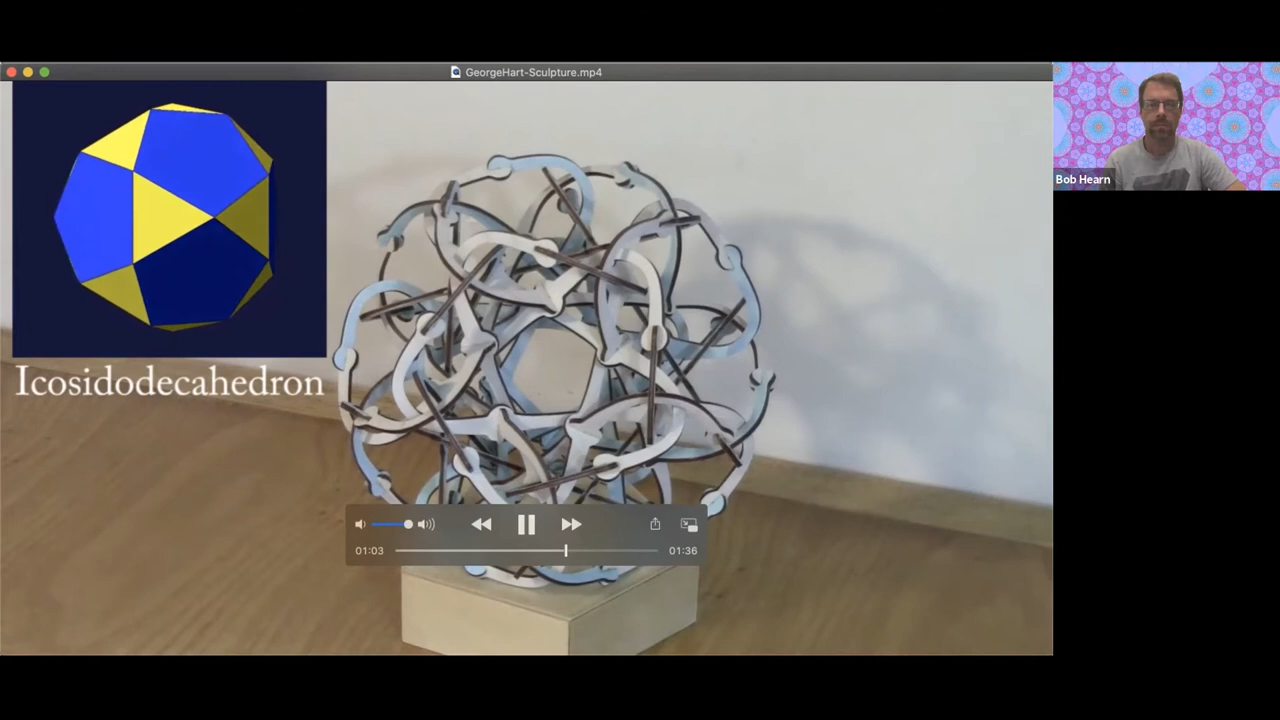 GeorgeHart-Sculpture.mp4
Bob Hearn
Icosidodecahedron
01:03
01:36